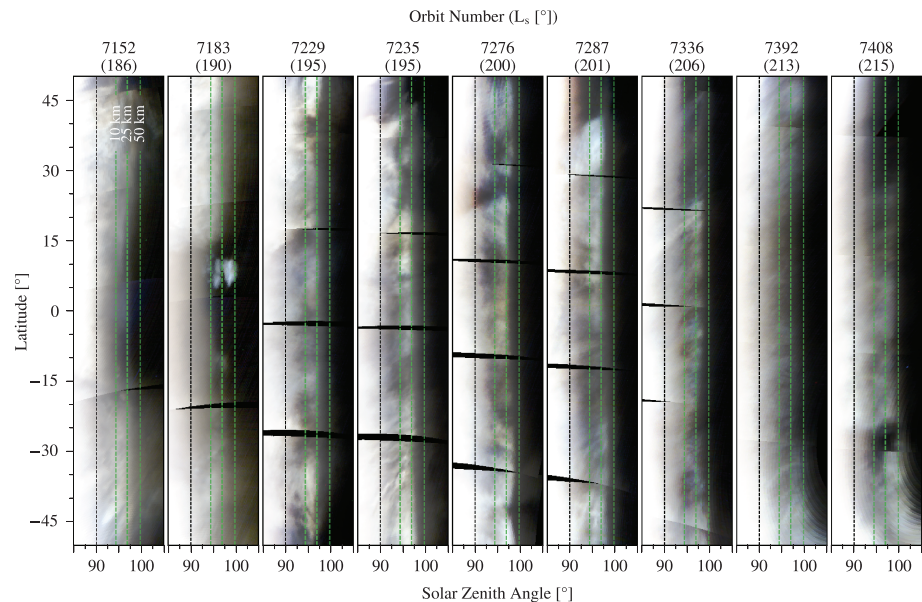 Orbit Number (Ls [°])
7152 7183 7229 7235 7276 7287 7336 7392 7408
(186) (190) (195) (195) (200) (201) (206) (213) (215)
10 km
25 km
50 km
45
30
15
0
−15
−30
−45
Latitude [°]
90 100 90 100 90 100 90 100 90 100 90 100 90 100 90 100 90 100
Solar Zenith Angle [°]